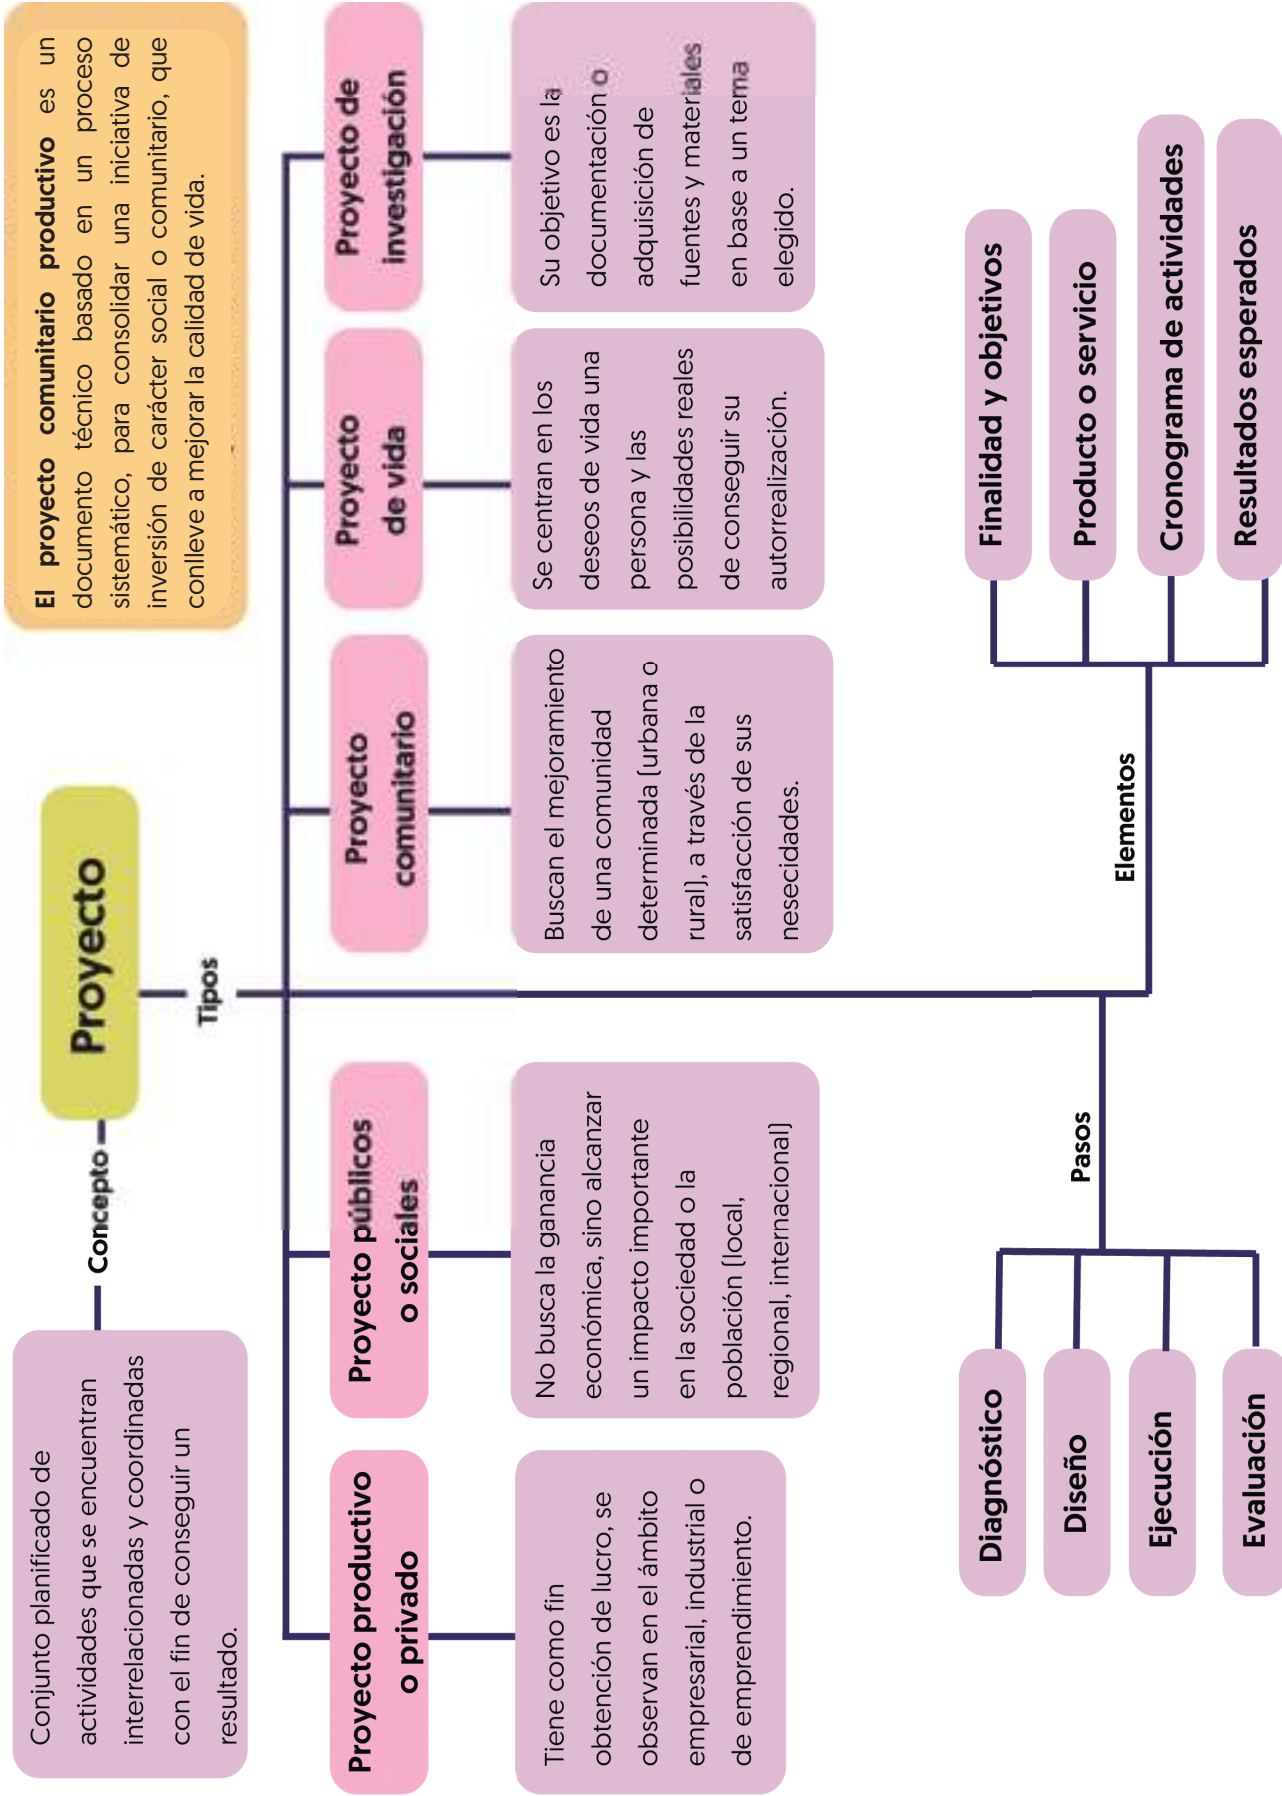 Proyecto
Concepto
Conjunto planificado de
actividades que se encuentran
interrelacionadas y coordinadas
con el fin de conseguir un
resultado.
El proyecto comunitario productivo es un
documento técnico basado en un proceso
sistemático, para consolidar una iniciativa de
inversión de carácter social o comunitario, que
conlleve a mejorar la calidad de vida.
Tipos
Proyecto productivo
o privado
Tiene como fin
obtención de lucro, se
observan en el ámbito
empresarial, industrial o
de emprendimiento.
Proyecto públicos
o sociales
No busca la ganancia
económica, sino alcanzar
un impacto importante
en la sociedad o la
población (local,
regional, internacional)
Proyecto
comunitario
Buscan el mejoramiento
de una comunidad
determinada (urbana o
rural), a través de la
satisfacción de sus
nesecidades.
Proyecto
de vida
Se centran en los
deseos de vida una
persona y las
posibilidades reales
de conseguir su
autorrealización.
Proyecto de
investigación
Su objetivo es la
documentación o
adquisición de
fuentes y materiales
en base a un tema
elegido.
Pasos
Diagnóstico
Diseño
Ejecución
Evaluación
Elementos
Finalidad y objetivos
Producto o servicio
Cronograma de actividades
Resultados esperados